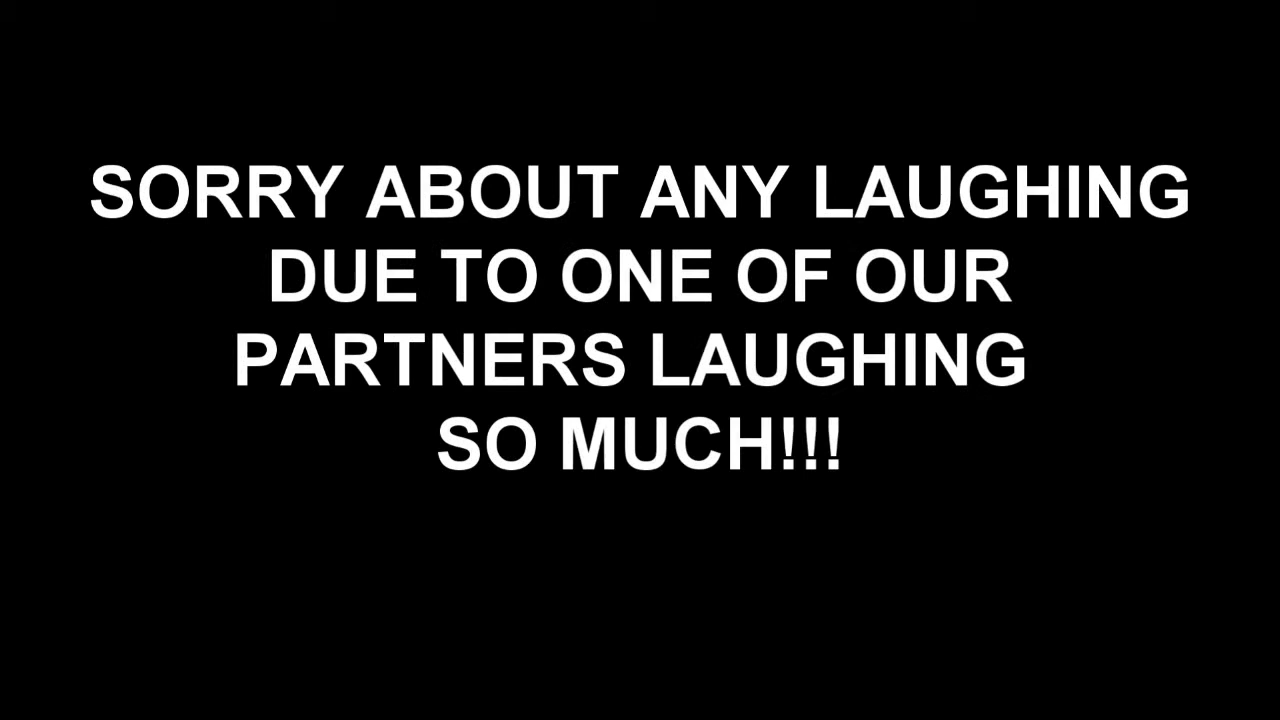 SORRY ABOUT ANY LAUGHING
DUE TO ONE OF OUR
PARTNERS LAUGHING
SO MUCH!!!